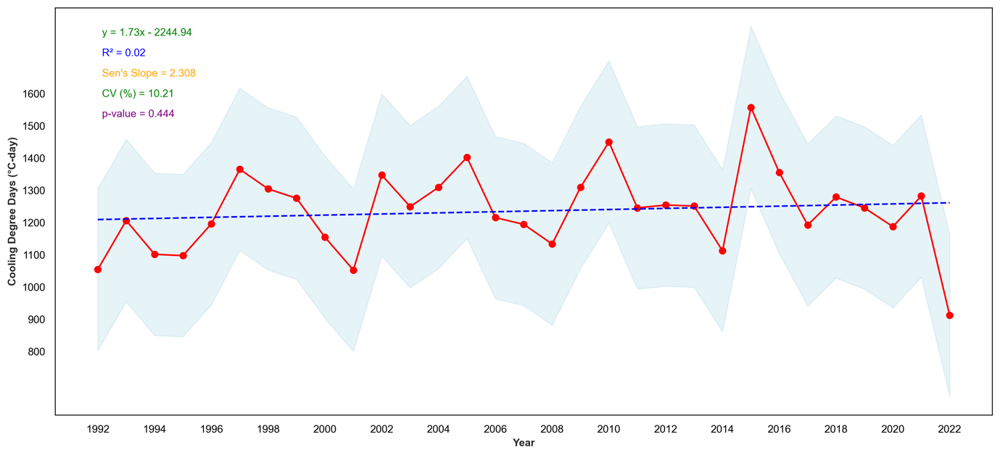 y = 1.73x - 2244.94
R² = 0.02
Sen's Slope = 2.308
CV (%) = 10.21
p-value = 0.444
Cooling Degree Days (°C-day)
1600
1500
1400
1300
1200
1100
1000
900
800
1992 1994 1996 1998 2000 2002 2004 2006 2008 2010 2012 2014 2016 2018 2020 2022
Year